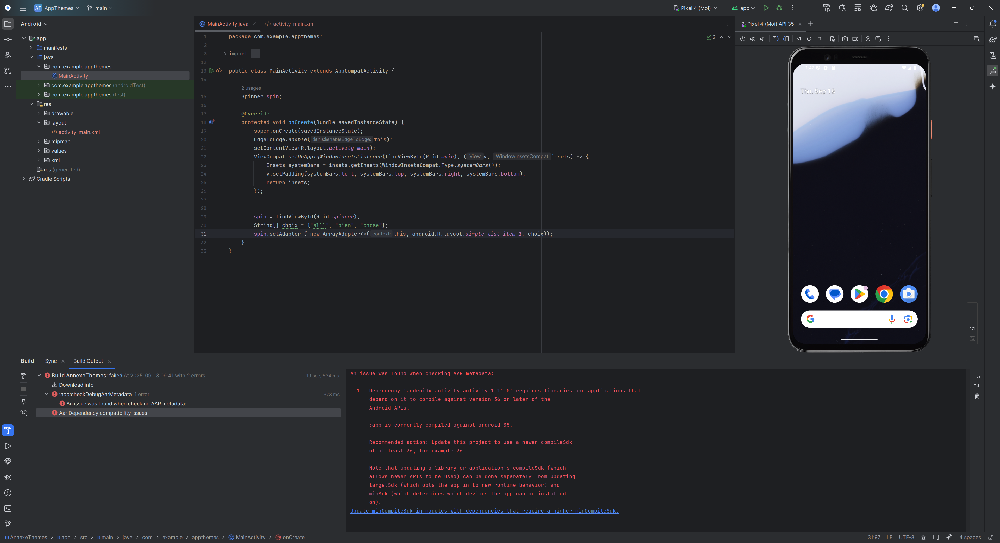 AT AppThemes main Pixel 4 (Moi) app
Android
MainActivity.java activity_main.xml
Pixel 4 (Moi) API 35
app
manifests
java
com.example.appthemes
MainActivity
com.example.appthemes (androidTest)
com.example.appthemes (test)
res
drawable
layout
activity_main.xml
mipmap
values
xml
res (generated)
Gradle Scripts
1 package com.example.appthemes;
2
2
3 import ...
12
13 public class MainActivity extends AppCompatActivity {
14
2 usages
15 Spinner spin;
16
17 @Override
18 protected void onCreate(Bundle savedInstanceState) {
19 super.onCreate(savedInstanceState);
20 EdgeToEdge.enable( $this$enableEdgeToEdge: this);
21 setContentView(R.layout.activity_main);
22 ViewCompat.setOnApplyWindowInsetsListener(findViewById(R.id.main), ( View v, WindowInsetsCompat insets) -> {
23 Insets systemBars = insets.getInsets(WindowInsetsCompat.Type.systemBars());
24 v.setPadding(systemBars.left, systemBars.top, systemBars.right, systemBars.bottom);
25 return insets;
26 });
27
28
29 spin = findViewById(R.id.spinner);
30 String[] choix = {"alll", "bien", "chose"};
31 spin.setAdapter ( new ArrayAdapter<>( context: this, android.R.layout.simple_list_item_1, choix));
32 }
33 }
1:42
Thu, Sep 18
1:1
Build Sync Build Output
Build AnnexeThemes: failed At 2025-09-18 09:41 with 2 errors 19 sec, 534 ms
Download info
:app:checkDebugAarMetadata 1 error 373 ms
An issue was found when checking AAR metadata:
Aar Dependency compatibility issues
An issue was found when checking AAR metadata:
1. Dependency 'androidx.activity:activity:1.11.0' requires libraries and applications that
depend on it to compile against version 36 or later of the
Android APIs.
:app is currently compiled against android-35.
Recommended action: Update this project to use a newer compileSdk
of at least 36, for example 36.
Note that updating a library or application's compileSdk (which
allows newer APIs to be used) can be done separately from updating
targetSdk (which opts the app in to new runtime behavior) and
minSdk (which determines which devices the app can be installed
on).
Update minCompileSdk in modules with dependencies that require a higher minCompileSdk.
AnnexeThemes > app > src > main > java > com > example > appthemes > MainActivity > onCreate
31:97 LF UTF-8 4 spaces